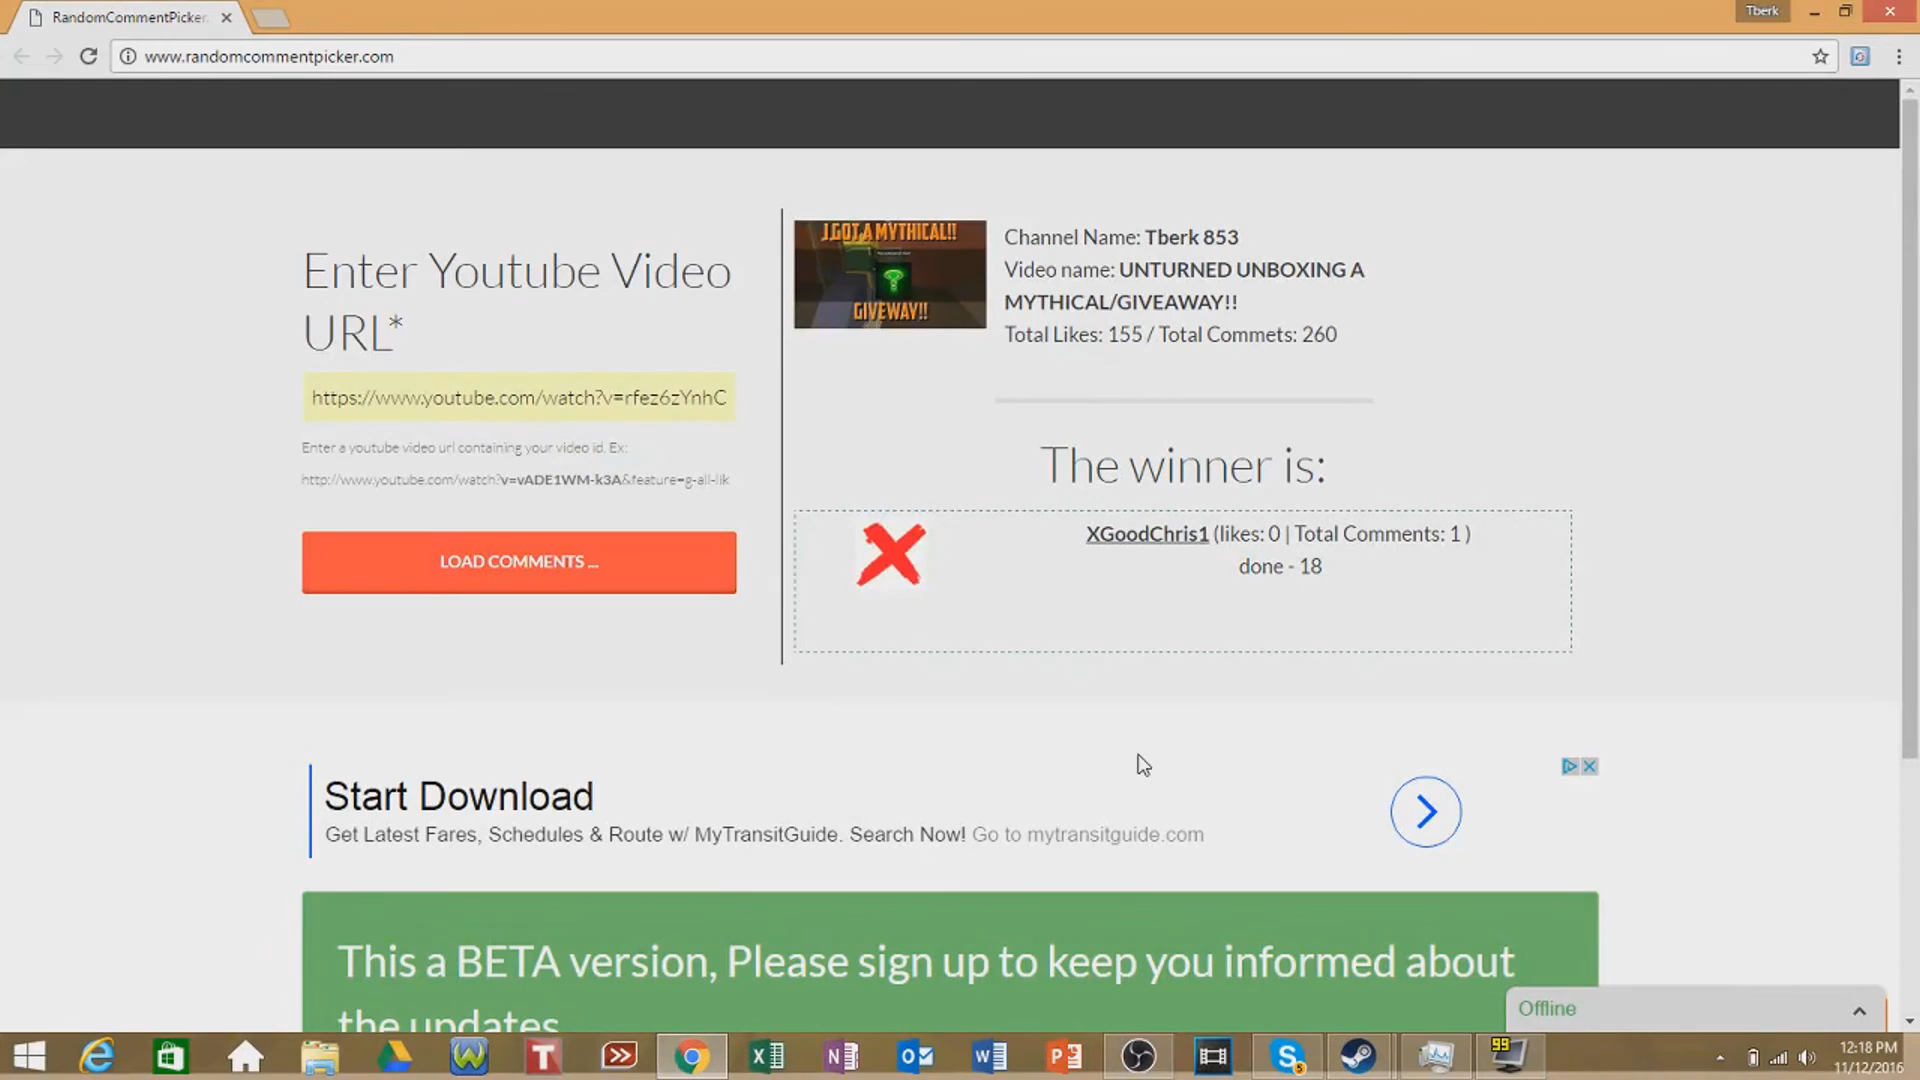 RandomCommentPicker
Tberk
www.randomcommentpicker.com
Enter Youtube Video
URL*
https://www.youtube.com/watch?v=rfez6zYnhC
Enter a youtube video url containing your video id. Ex:
http://www.youtube.com/watch?v=vADE1WM-k3A&feature=g-all-lik
LOAD COMMENTS ...
GOT A MYTHICAL!!
GIVEWAY!!
Channel Name: Tberk 853
Video name: UNTURNED UNBOXING A
MYTHICAL/GIVEAWAY!!
Total Likes: 155 / Total Commets: 260
The winner is:
XGoodChris1 (likes: 0 | Total Comments: 1 )
done - 18
Start Download
Get Latest Fares, Schedules & Route w/ MyTransitGuide. Search Now! Go to mytransitguide.com
This a BETA version, Please sign up to keep you informed about
the updates
Offline
99
5
12:18 PM
11/12/2016